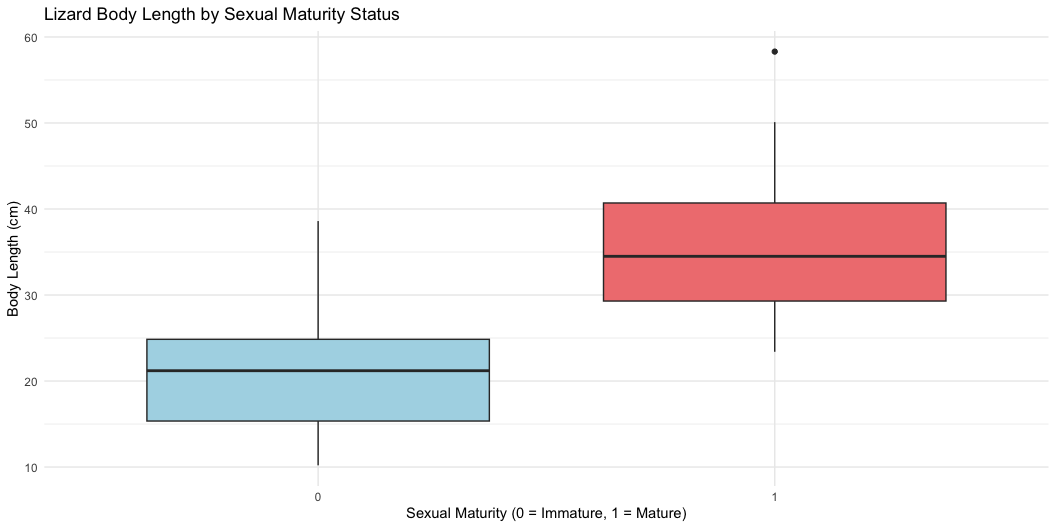 Lizard Body Length by Sexual Maturity Status
60
50
40
30
20
10
Body Length (cm)
0
1
Sexual Maturity (0 = Immature, 1 = Mature)